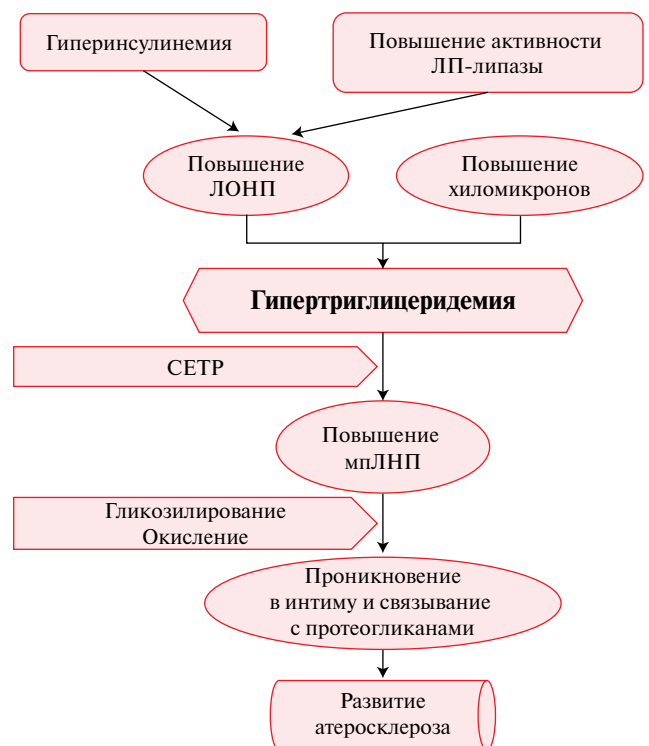 Гиперинсулинемия
Повышение активности
ЛП-липазы
Повышение
ЛОНП
Повышение
хиломикронов
Гипертриглицеридемия
CETP
Повышение
мпЛНП
Гликозилирование
Окисление
Проникновение
в интиму и связывание
с протеогликанами
Развитие
атеросклероза